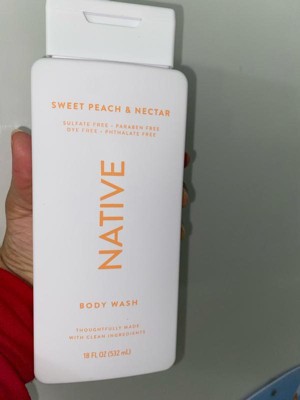 SWEET PEACH & NECTAR
SULFATE FREE - PARABEN FREE
DYE FREE - PHTHALATE FREE
NATIVE
BODY WASH
THOUGHTFULLY MADE
WITH CLEAN INGREDIENTS
18 FL OZ (532 mL)